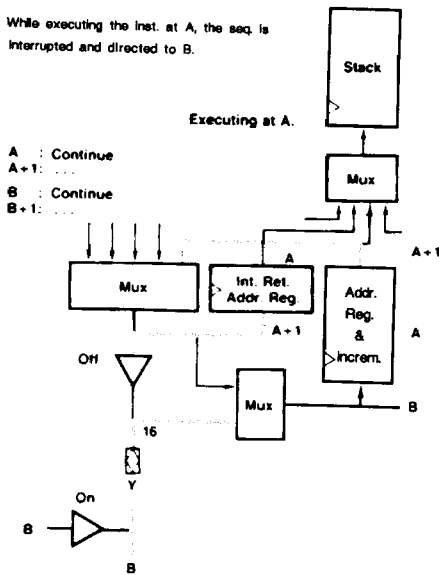 While executing the inst. at A, the seq. is
interrupted and directed to B.
Stack
Executing at A.
A : Continue
A+1: ...
B : Continue
B+1: ...
Mux
A+1
Mux
A
Int. Ret.
Addr. Reg.
Addr.
Reg.
&
Increm.
A+1
A
Off
Mux
B
16
Y
On
B
B